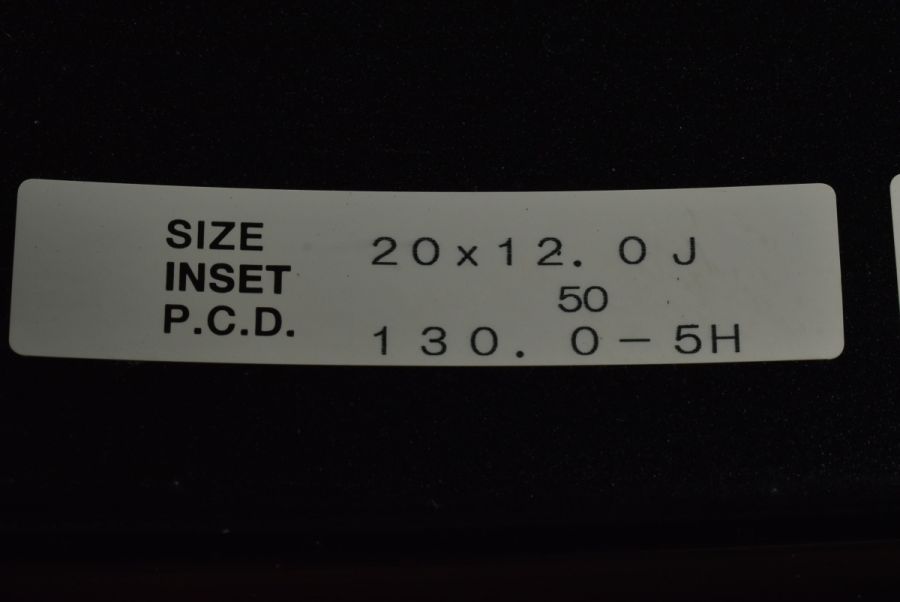 SIZE 20x12.0J
INSET 50
P.C.D. 130.0-5H